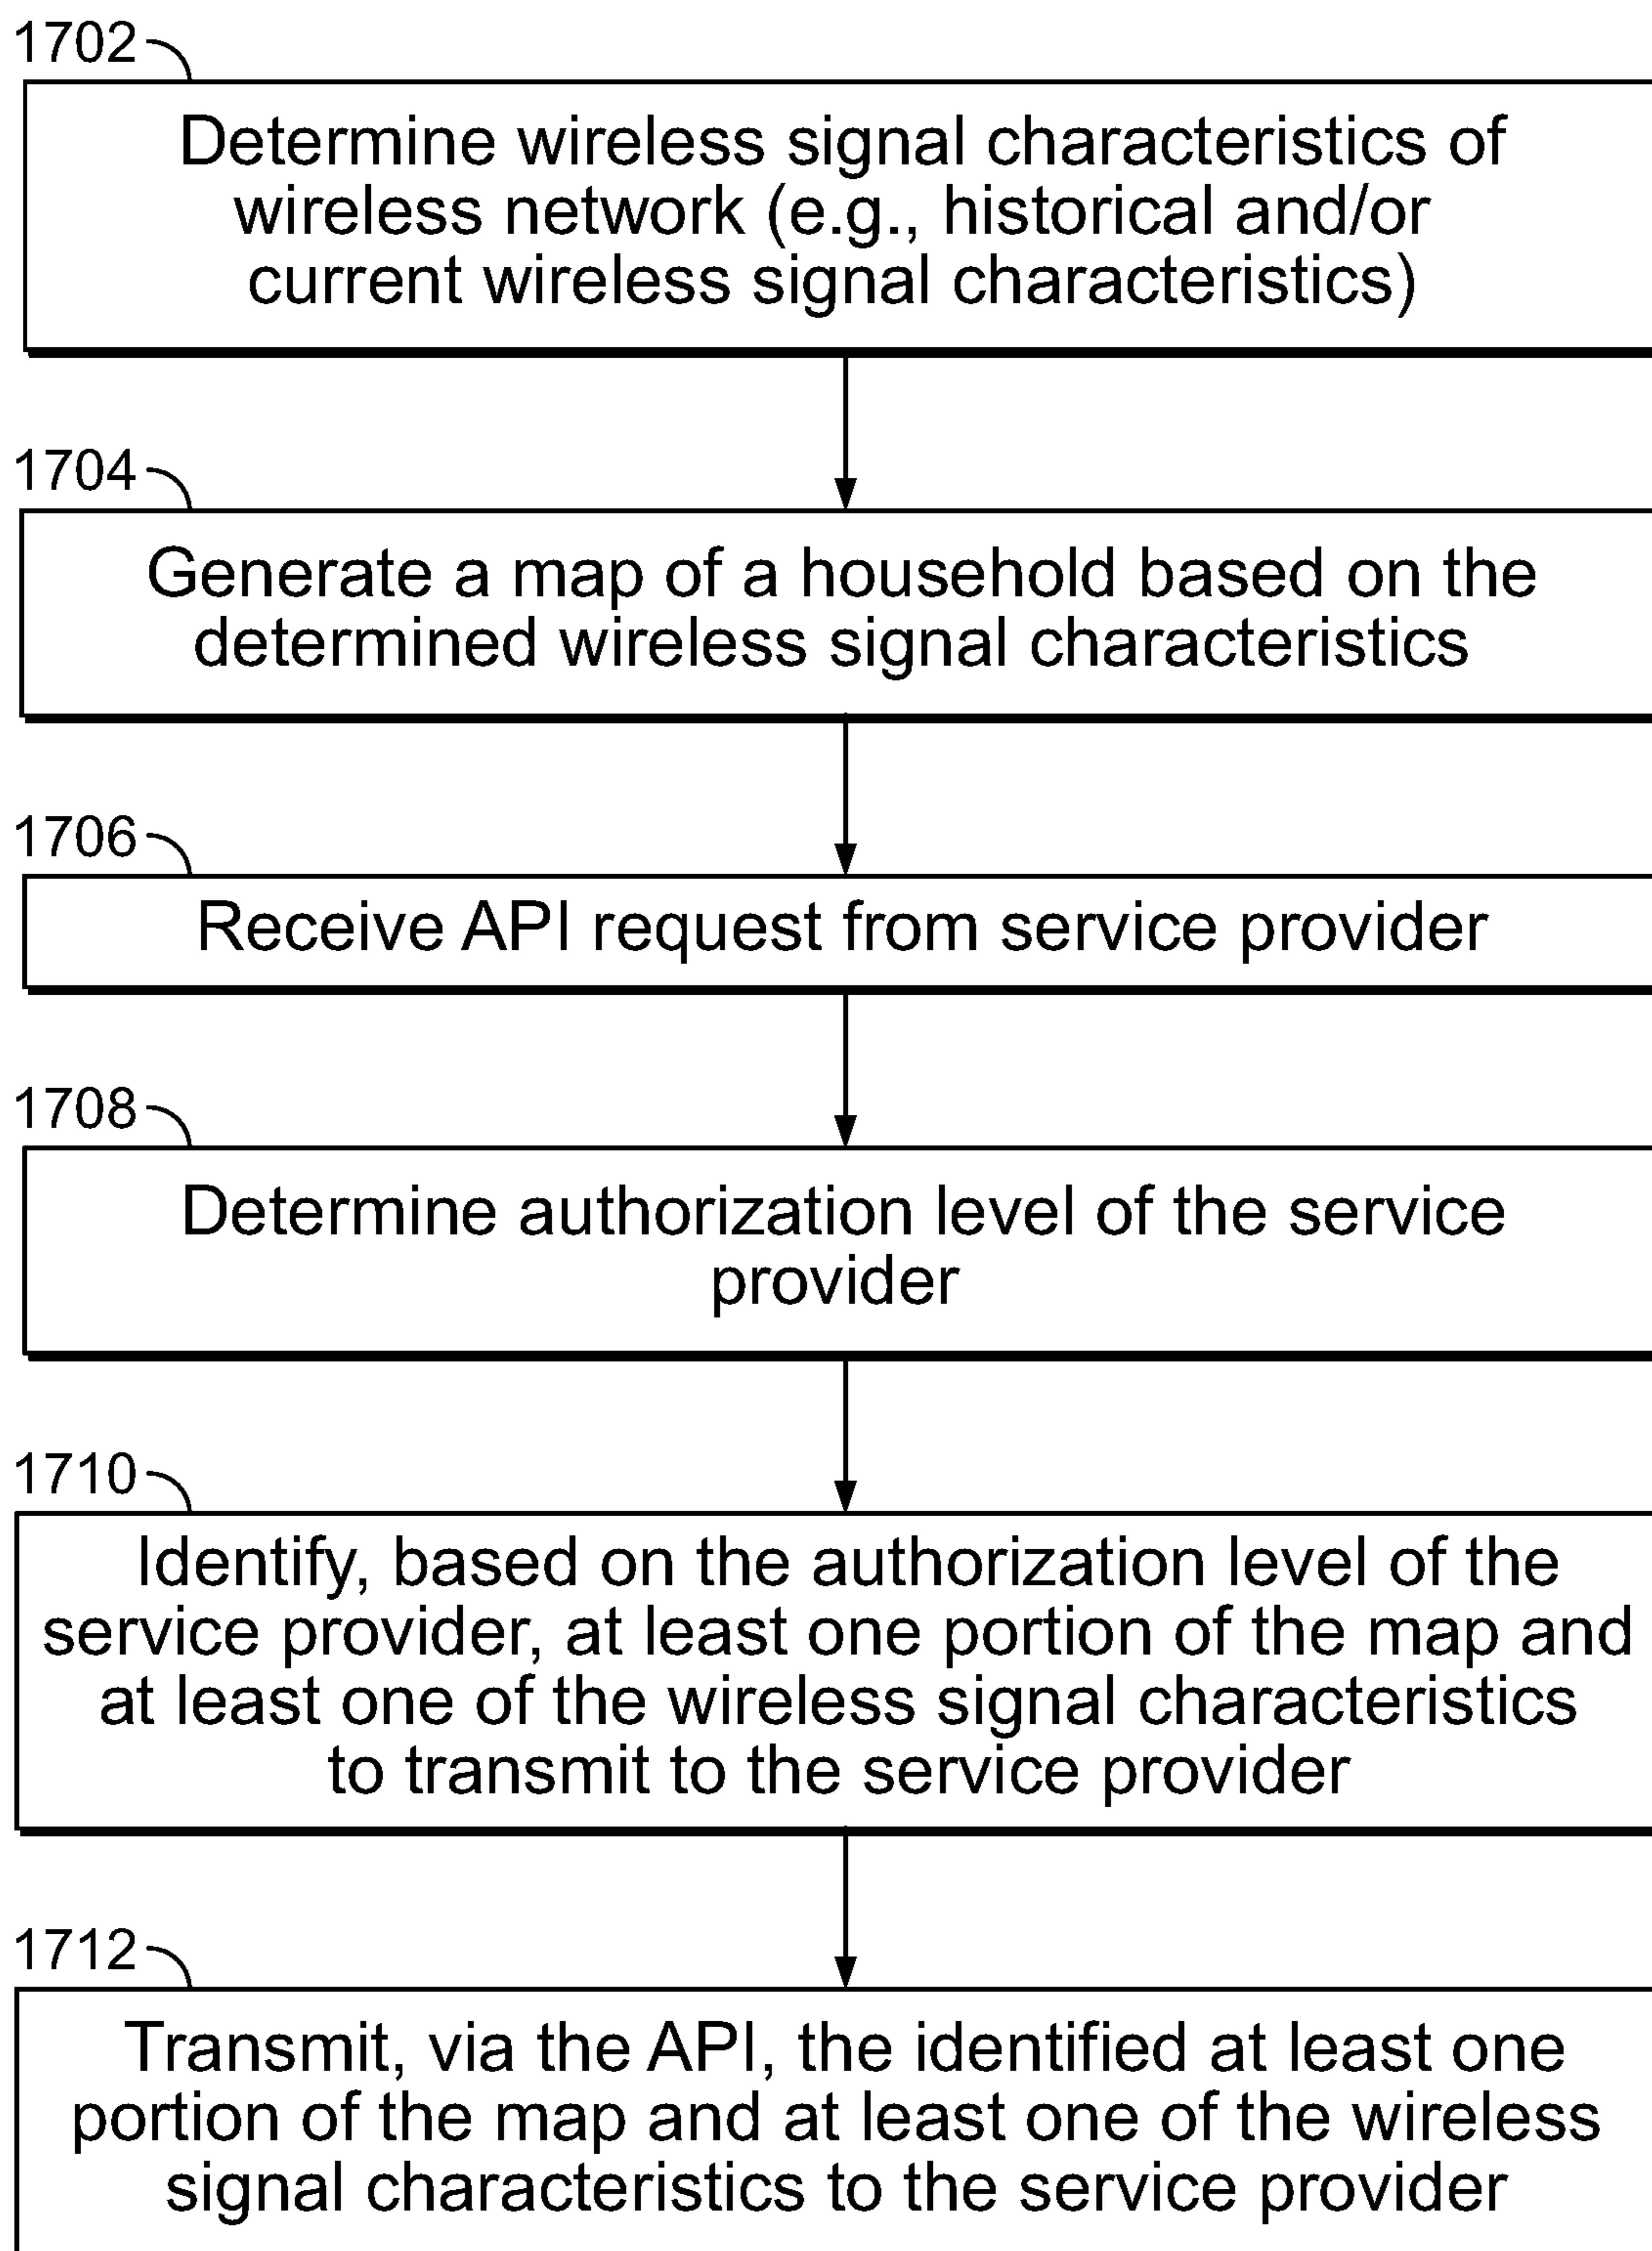 1702
Determine wireless signal characteristics of
wireless network (e.g., historical and/or
current wireless signal characteristics)
1704
Generate a map of a household based on the
determined wireless signal characteristics
1706
Receive API request from service provider
1708
Determine authorization level of the service
provider
1710
Identify, based on the authorization level of the
service provider, at least one portion of the map and
at least one of the wireless signal characteristics
to transmit to the service provider
1712
Transmit, via the API, the identified at least one
portion of the map and at least one of the wireless
signal characteristics to the service provider